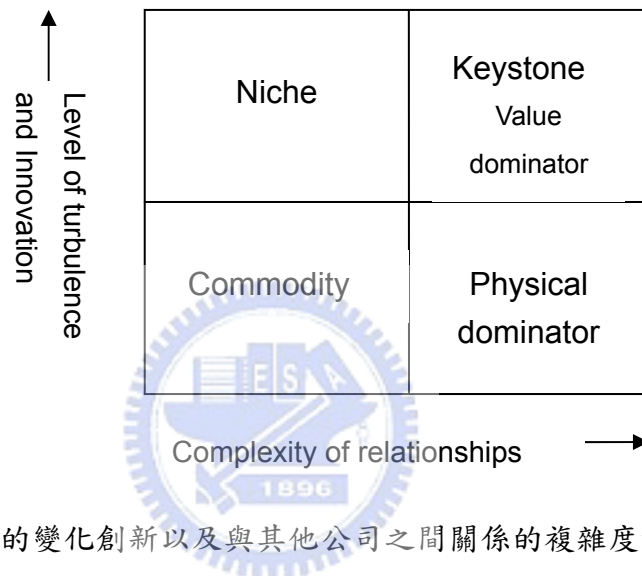 Niche
Keystone
Value
dominator
Level of turbulence
and Innovation
Commodity
Physical
dominator
Complexity of relationships
ESA
1896
的變化創新以及與其他公司之間關係的複雜度